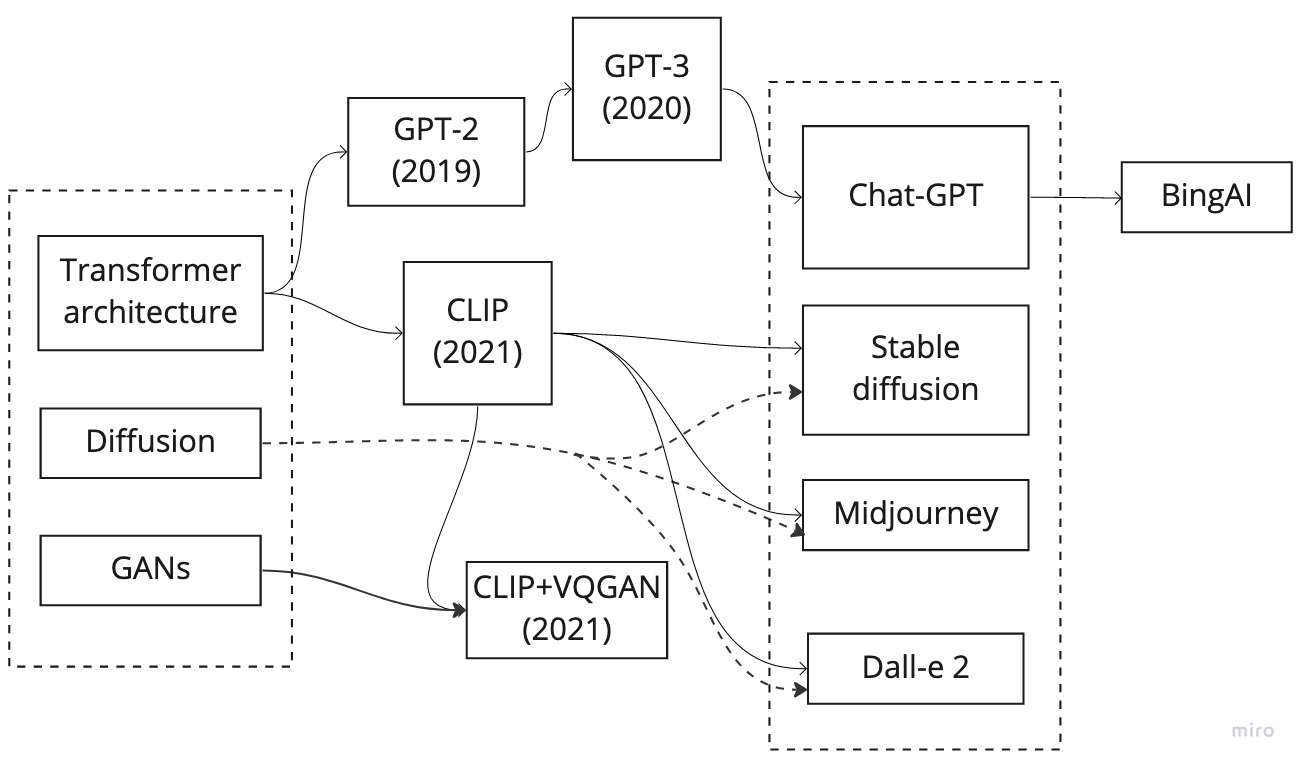 GPT-3
(2020)
GPT-2
(2019)
Chat-GPT
BingAI
Transformer
architecture
CLIP
(2021)
Stable
diffusion
Diffusion
Midjourney
GANs
CLIP+VQGAN
(2021)
Dall-e 2
miro